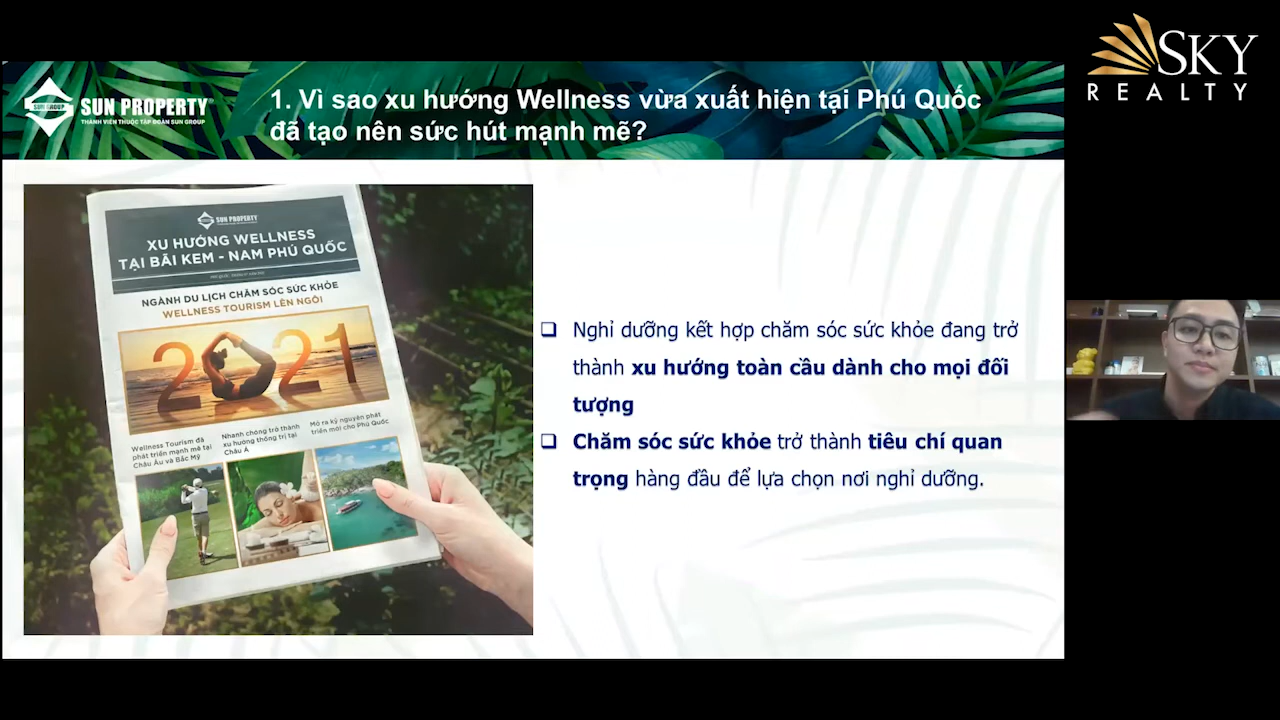 SKY
REALTY
SUN GROUP
SUN PROPERTY
THÀNH VIÊN THUỘC TẬP ĐOÀN SUN GROUP
1. Vì sao xu hướng Wellness vừa xuất hiện tại Phú Quốc
đã tạo nên sức hút mạnh mẽ?
SUN PROPERTY
XU HƯỚNG WELLNESS
TẠI BÃI KEM - NAM PHÚ QUỐC
NGÀNH DU LỊCH CHĂM SÓC SỨC KHỎE
WELLNESS TOURISM LÊN NGÔI
2021
Wellness Tourism đã
phát triển mạnh mẽ tại
Châu Âu và Bắc Mỹ
Nhanh chóng trở thành
xu hướng thống trị tại
Châu Á
Mở ra kỷ nguyên phát
triển mới cho Phú Quốc
Nghỉ dưỡng kết hợp chăm sóc sức khỏe đang trở
thành xu hướng toàn cầu dành cho mọi đối
tượng
Chăm sóc sức khỏe trở thành tiêu chí quan
trọng hàng đầu để lựa chọn nơi nghỉ dưỡng.